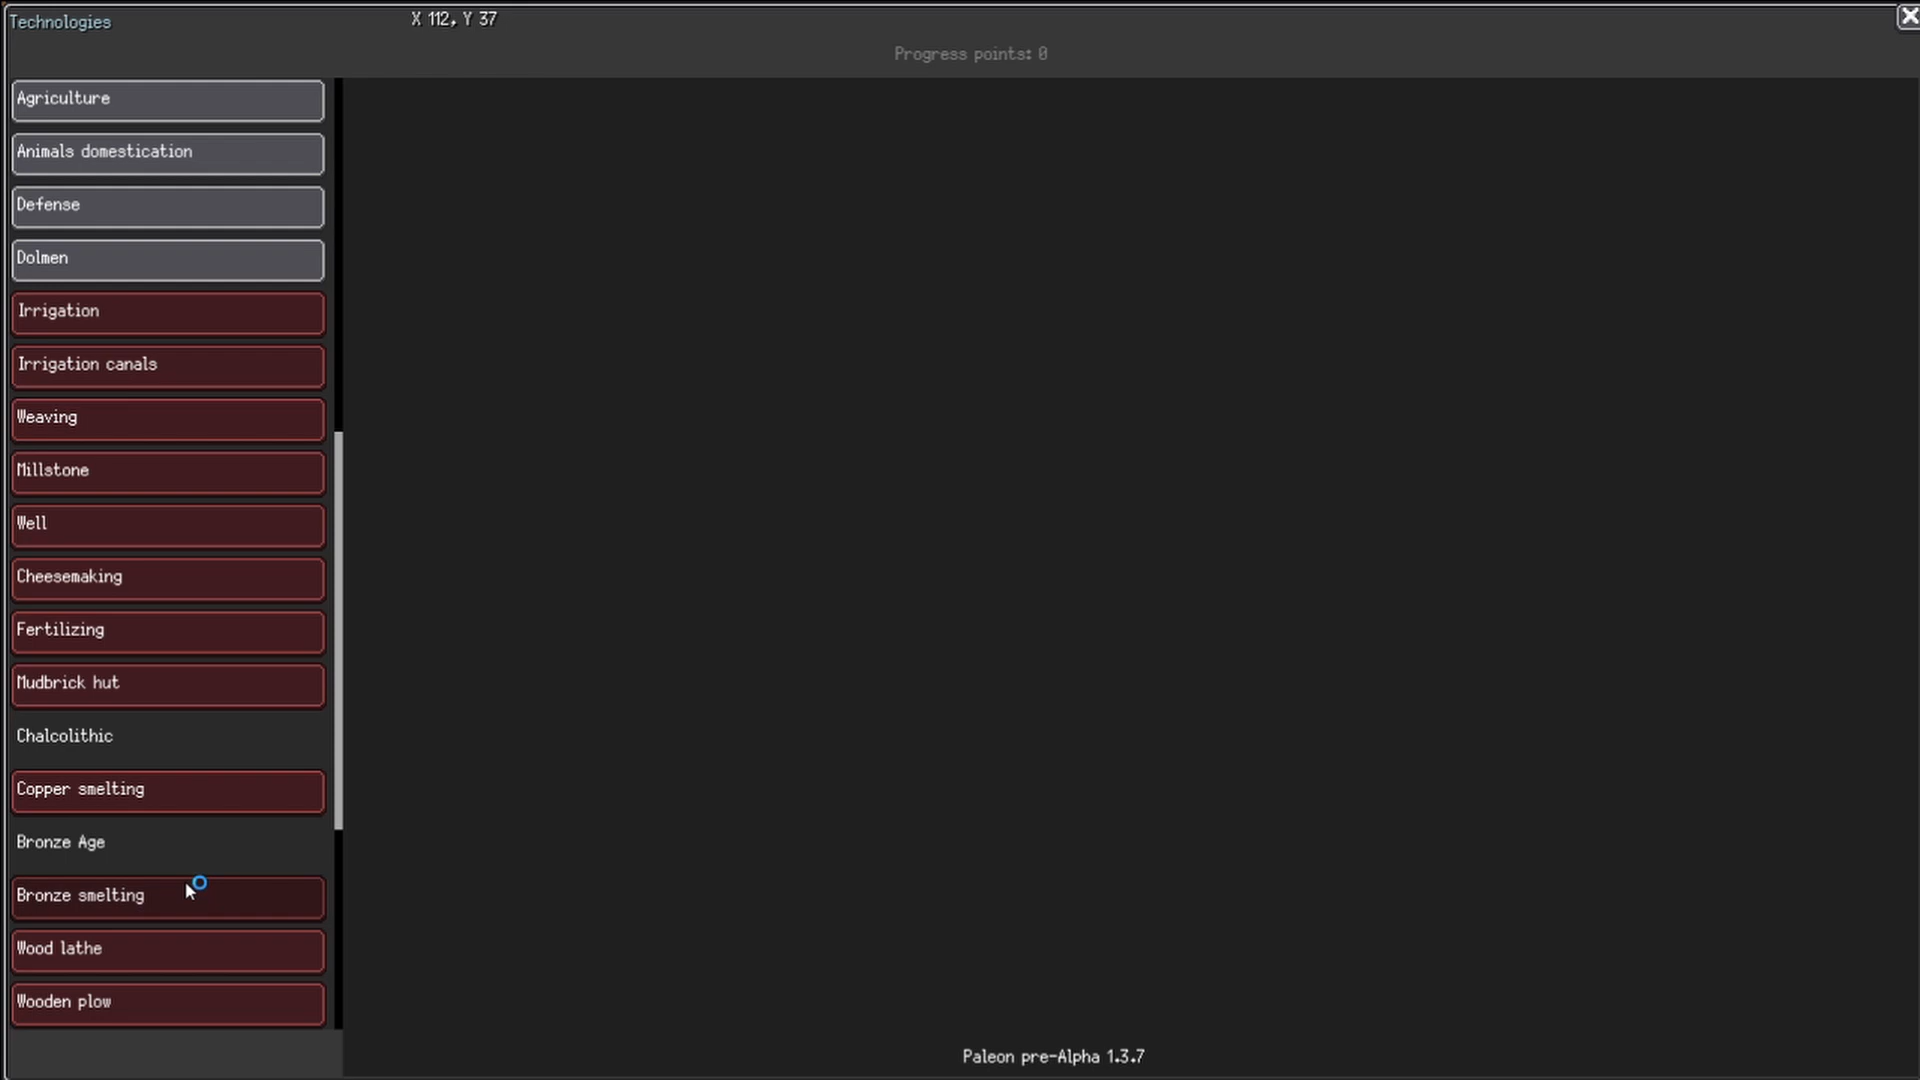 Technologies
X 112, Y 37
Progress points: 0
Agriculture
Animals domestication
Defense
Dolmen
Irrigation
Irrigation canals
Weaving
Millstone
Well
Cheesemaking
Fertilizing
Mudbrick hut
Chalcolithic
Copper smelting
Bronze Age
Bronze smelting
Wood lathe
Wooden plow
Paleon pre-Alpha 1.3.7